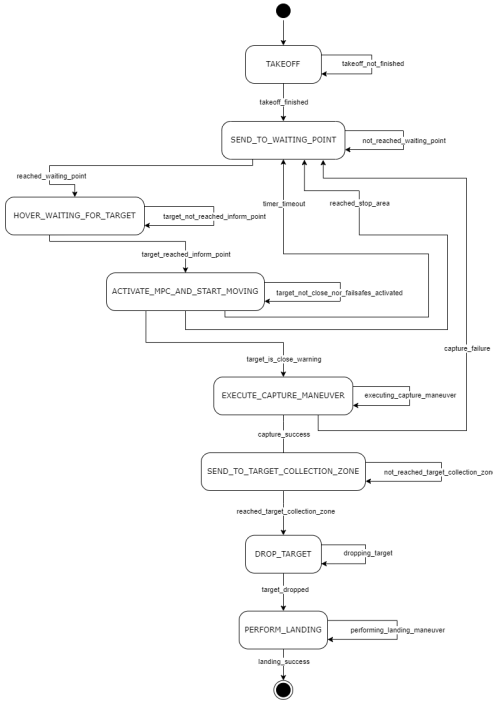 TAKEOFF
takeoff_not_finished
takeoff_finished
SEND_TO_WAITING_POINT
not_reached_waiting_point
reached_waiting_point
timer_timeout
reached_stop_area
HOVER_WAITING_FOR_TARGET
target_not_reached_inform_point
target_reached_inform_point
ACTIVATE_MPC_AND_START_MOVING
target_not_close_nor_failsafes_activated
capture_failure
target_is_close_warning
EXECUTE_CAPTURE_MANEUVER
executing_capture_maneuver
capture_success
SEND_TO_TARGET_COLLECTION_ZONE
not_reached_target_collection_zone
reached_target_collection_zone
DROP_TARGET
dropping_target
target_dropped
PERFORM_LANDING
performing_landing_maneuver
landing_success